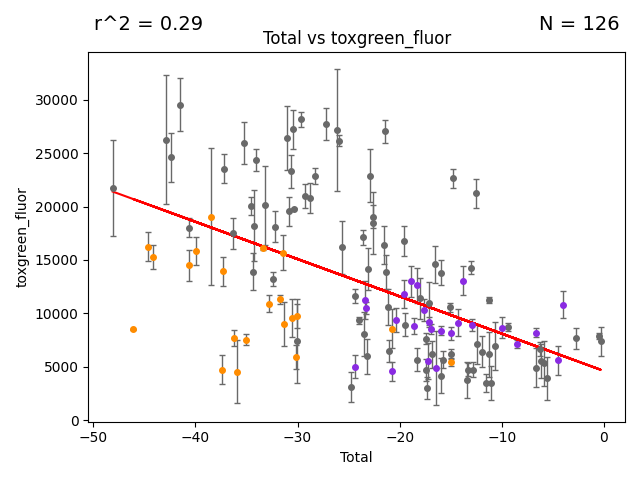 r^2 = 0.29
N = 126
Total vs toxgreen_fluor
toxgreen_fluor
30000
25000
20000
15000
10000
5000
0
−50
−40
−30
−20
−10
0
Total